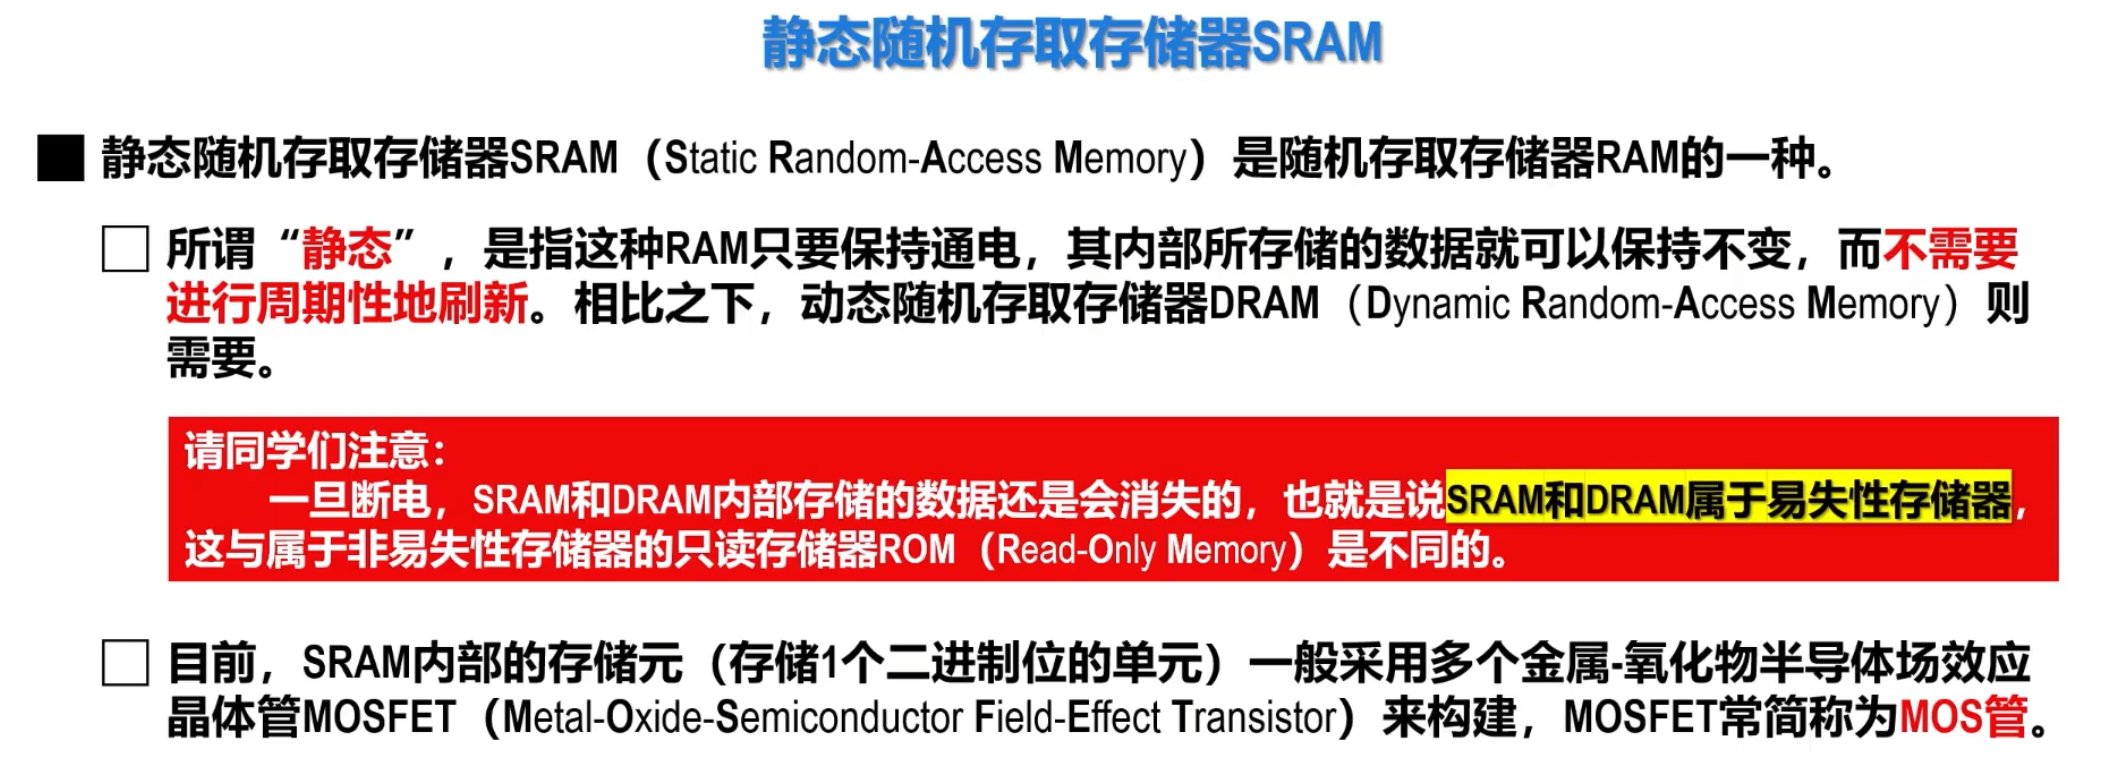 静态随机存取存储器SRAM
静态随机存取存储器SRAM（Static Random-Access Memory）是随机存取存储器RAM的一种。
所谓“静态”，是指这种RAM只要保持通电，其内部所存储的数据就可以保持不变，而不需要
进行周期性地刷新。相比之下，动态随机存取存储器DRAM（Dynamic Random-Access Memory）则
需要。
请同学们注意：
一旦断电，SRAM和DRAM内部存储的数据还是会消失的，也就是说SRAM和DRAM属于易失性存储器，
这与属于非易失性存储器的只读存储器ROM（Read-Only Memory）是不同的。
目前，SRAM内部的存储元（存储1个二进制位的单元）一般采用多个金属-氧化物半导体场效应
晶体管MOSFET（Metal-Oxide-Semiconductor Field-Effect Transistor）来构建，MOSFET常简称为MOS管。